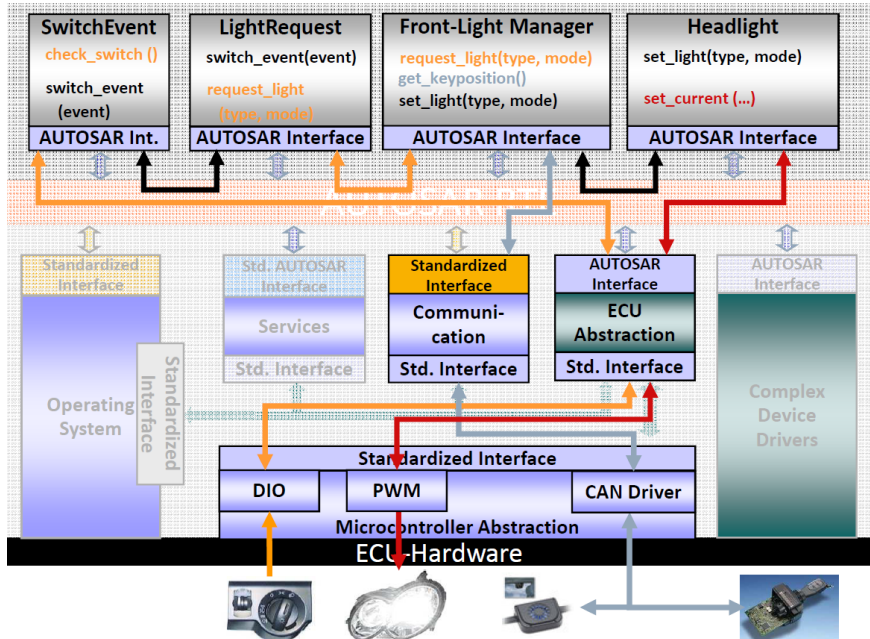 SwitchEvent
check_switch ()
switch_event
(event)
AUTOSAR Int.
LightRequest
switch_event(event)
request_light
(type, mode)
AUTOSAR Interface
Front-Light Manager
request_light(type, mode)
get_keyposition()
set_light(type, mode)
AUTOSAR Interface
Headlight
set_light(type, mode)
set_current (...)
AUTOSAR Interface
AUTOSAR RTE
Standardized
Interface
Operating
System
Standardized
Interface
Std. AUTOSAR
Interface
Services
Std. Interface
Standardized
Interface
Communi-
cation
Std. Interface
AUTOSAR
Interface
ECU
Abstraction
Std. Interface
AUTOSAR
Interface
Complex
Device
Drivers
Standardized Interface
DIO
PWM
CAN Driver
Microcontroller Abstraction
ECU-Hardware